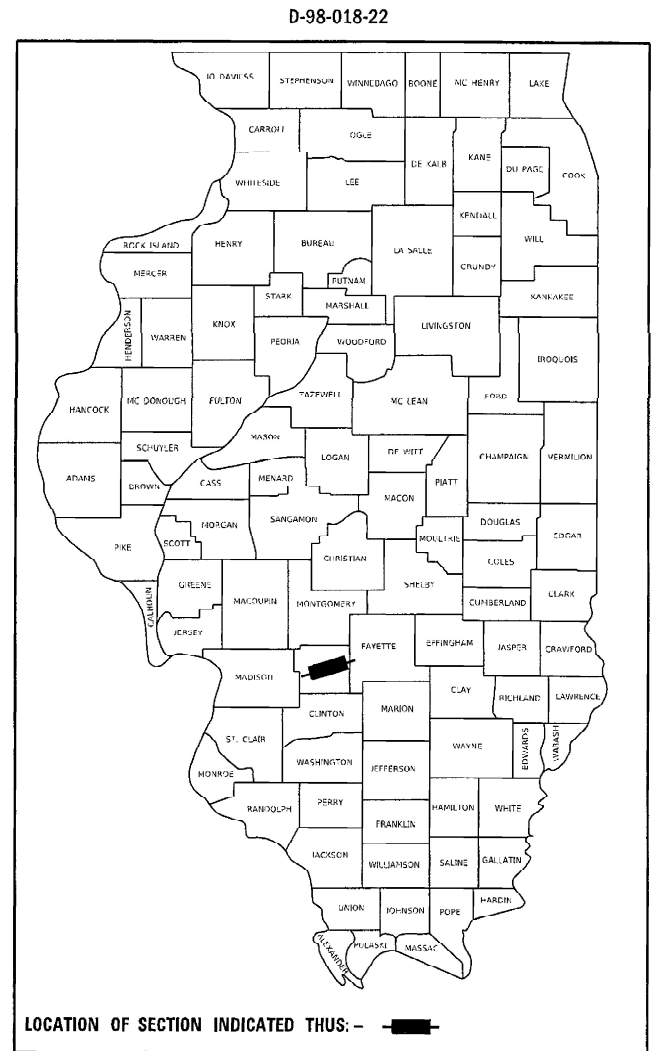 D-98-018-22
JO DAVIESS STEPHENSON WINNEBAGO BOONE MC HENRY LAKE
CARROLL OGLE DE KALB KANE DU PAGE COOK
WHITESIDE LEE
KENDALL
ROCK ISLAND HENRY BUREAU LA SALLE GRUNDY WILL
MERCER PUTNAM
STARK MARSHALL KANKAKEE
HENDERSON WARREN KNOX PEORIA WOODFORD LIVINGSTON
IROQUOIS
HANCOCK MC DONOUGH FULTON TAZEWELL MC LEAN FORD
MASON
SCHUYLER LOGAN DE WITT CHAMPAIGN VERMILION
ADAMS BROWN CASS MENARD MACON PIATT
MORGAN SANGAMON DOUGLAS
PIKE SCOTT CHRISTIAN MOULTRIE COLES EDGAR
GREENE SHELBY
CALHOUN MACOUPIN MONTGOMERY CUMBERLAND CLARK
JERSEY FAYETTE EFFINGHAM JASPER CRAWFORD
MADISON CLAY RICHLAND LAWRENCE
CLINTON MARION
ST. CLAIR WAYNE EDWARDS WABASH
WASHINGTON JEFFERSON
MONROE
RANDOLPH PERRY HAMILTON WHITE
FRANKLIN
JACKSON WILLIAMSON SALINE GALLATIN
UNION JOHNSON POPE HARDIN
ALEXANDER PULASKI MASSAC
LOCATION OF SECTION INDICATED THUS: –